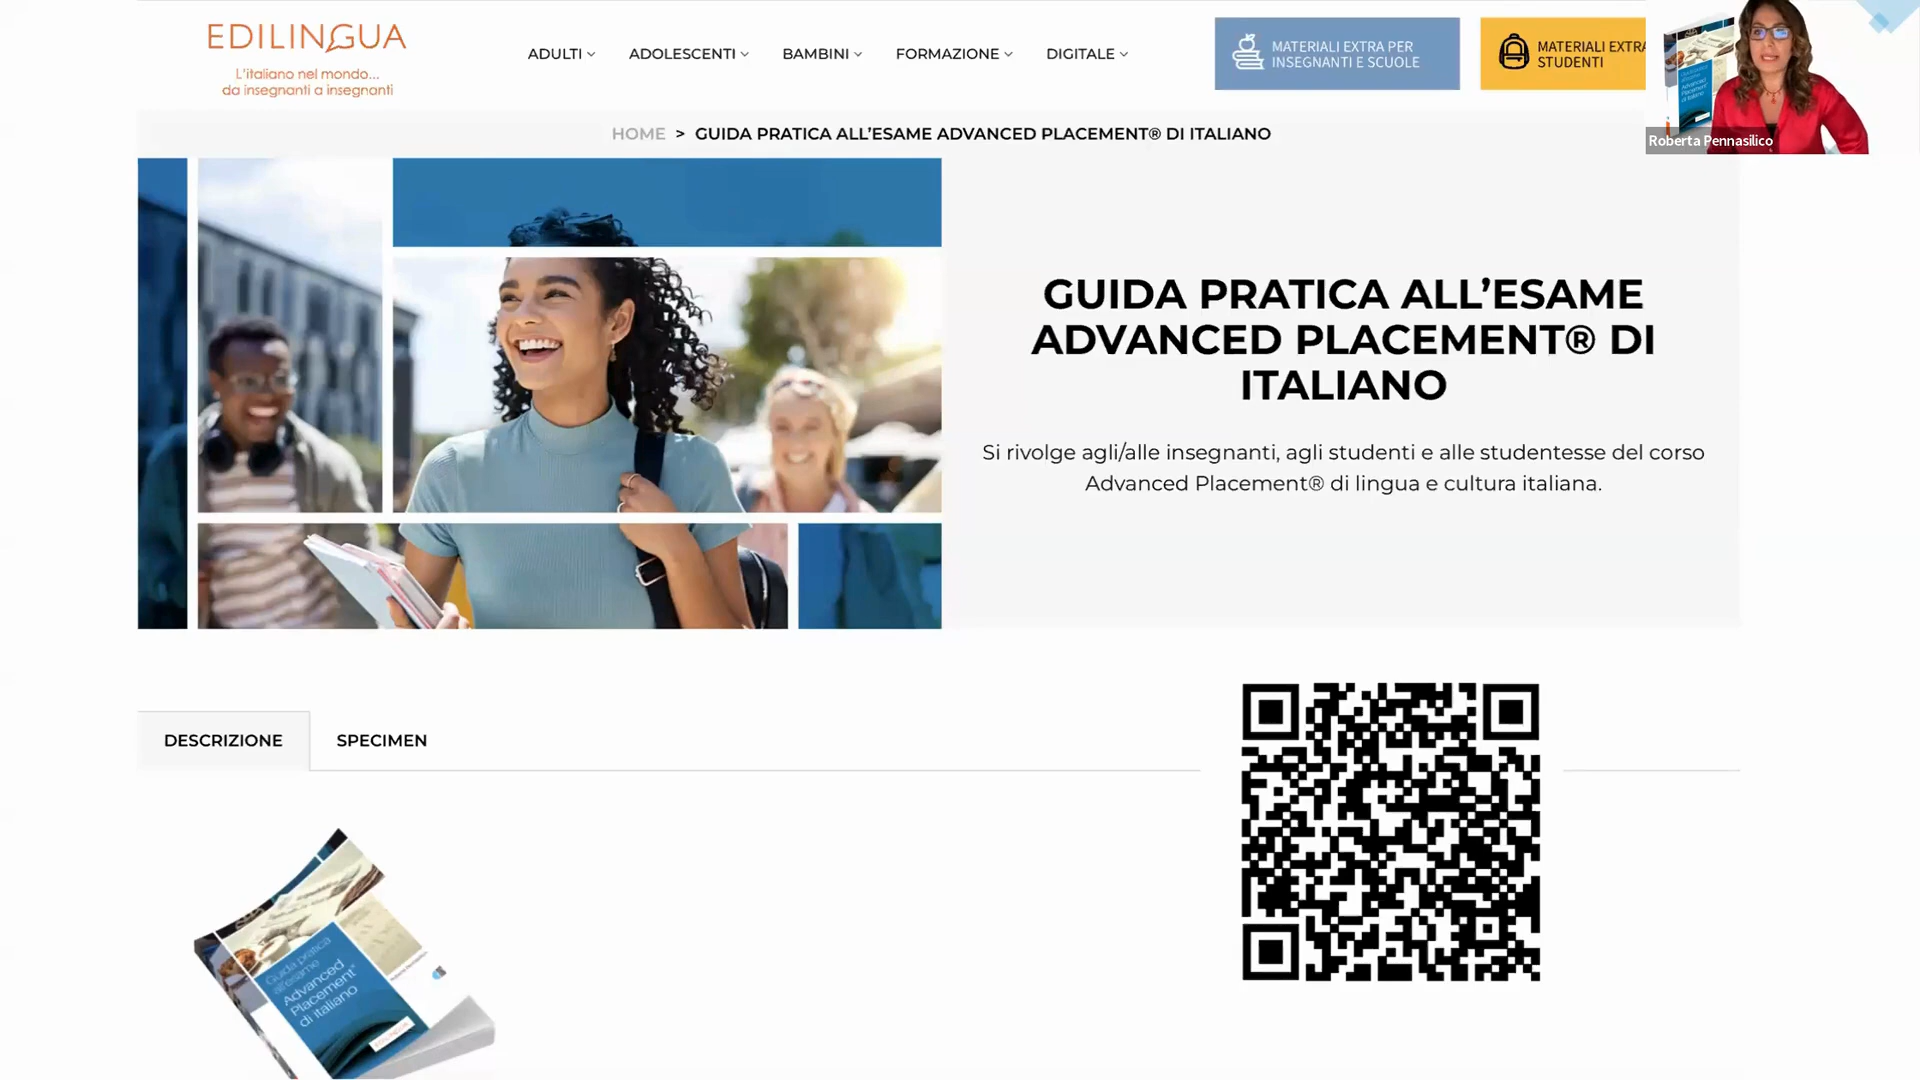 EDILINGUA
L'italiano nel mondo...
da insegnanti a insegnanti
ADULTI
ADOLESCENTI
BAMBINI
FORMAZIONE
DIGITALE
MATERIALI EXTRA PER
INSEGNANTI E SCUOLE
MATERIALI EXTRA
STUDENTI
Roberta Pennasilico
HOME > GUIDA PRATICA ALL'ESAME ADVANCED PLACEMENT® DI ITALIANO
GUIDA PRATICA ALL'ESAME
ADVANCED PLACEMENT® DI
ITALIANO
Si rivolge agli/alle insegnanti, agli studenti e alle studentesse del corso
Advanced Placement® di lingua e cultura italiana.
DESCRIZIONE
SPECIMEN
Guida pratica
all'esame
Advanced
Placement®
di italiano